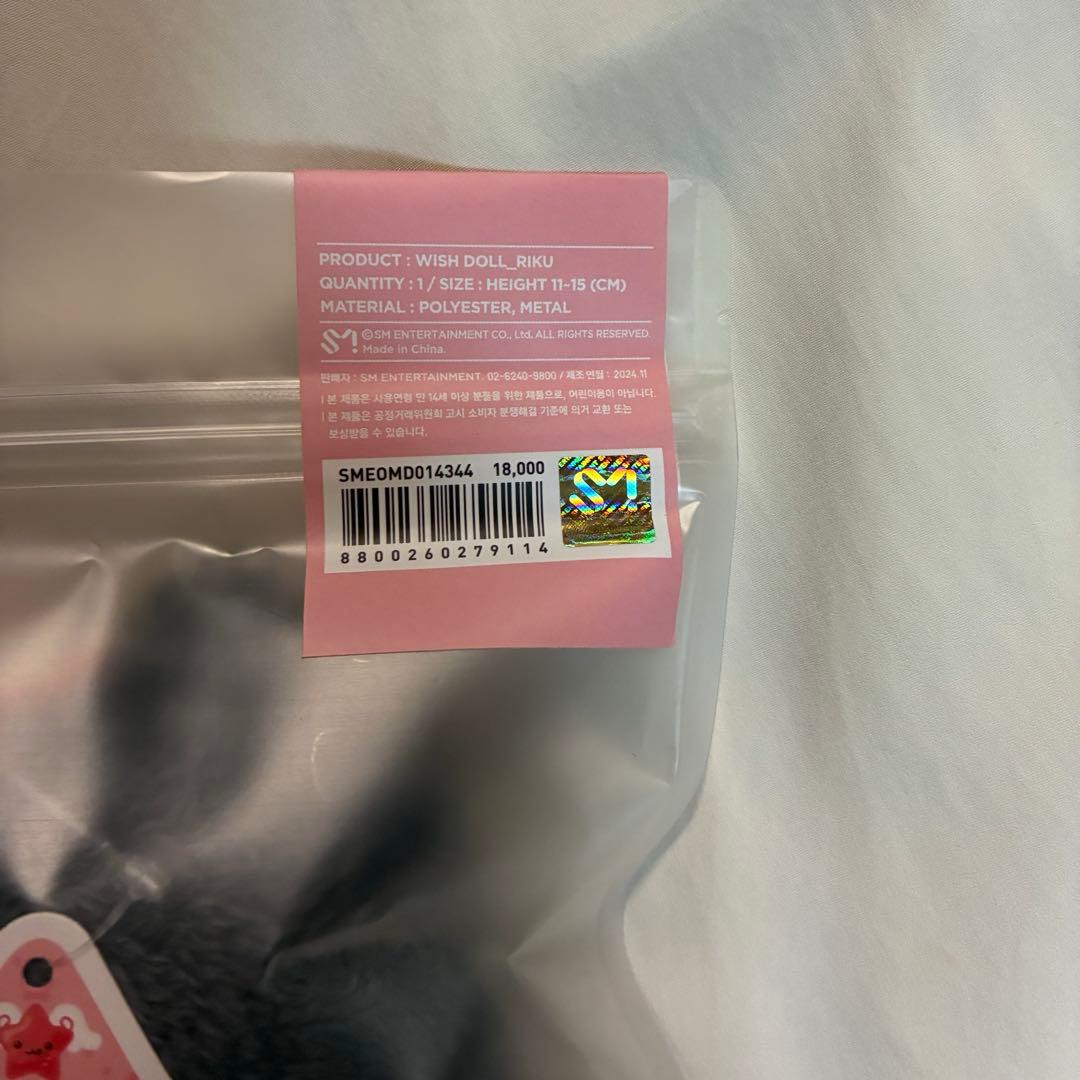 PRODUCT : WISH DOLL_RIKU
QUANTITY : 1 / SIZE : HEIGHT 11~15 (CM)
MATERIAL : POLYESTER, METAL
SM! ©SM ENTERTAINMENT CO., Ltd. ALL RIGHTS RESERVED.
Made in China.
판매자 : SM ENTERTAINMENT. 02-6240-9800 / 제조연월 : 2024.11
| 본 제품은 사용연령 만 14세 이상 분들을 위한 제품으로, 어린이용이 아닙니다.
| 본 제품은 공정거래위원회 고시 소비자 분쟁해결 기준에 의거 교환 또는
보상받을 수 있습니다.
SMEOMD014344 18,000
SM!
8800260279114